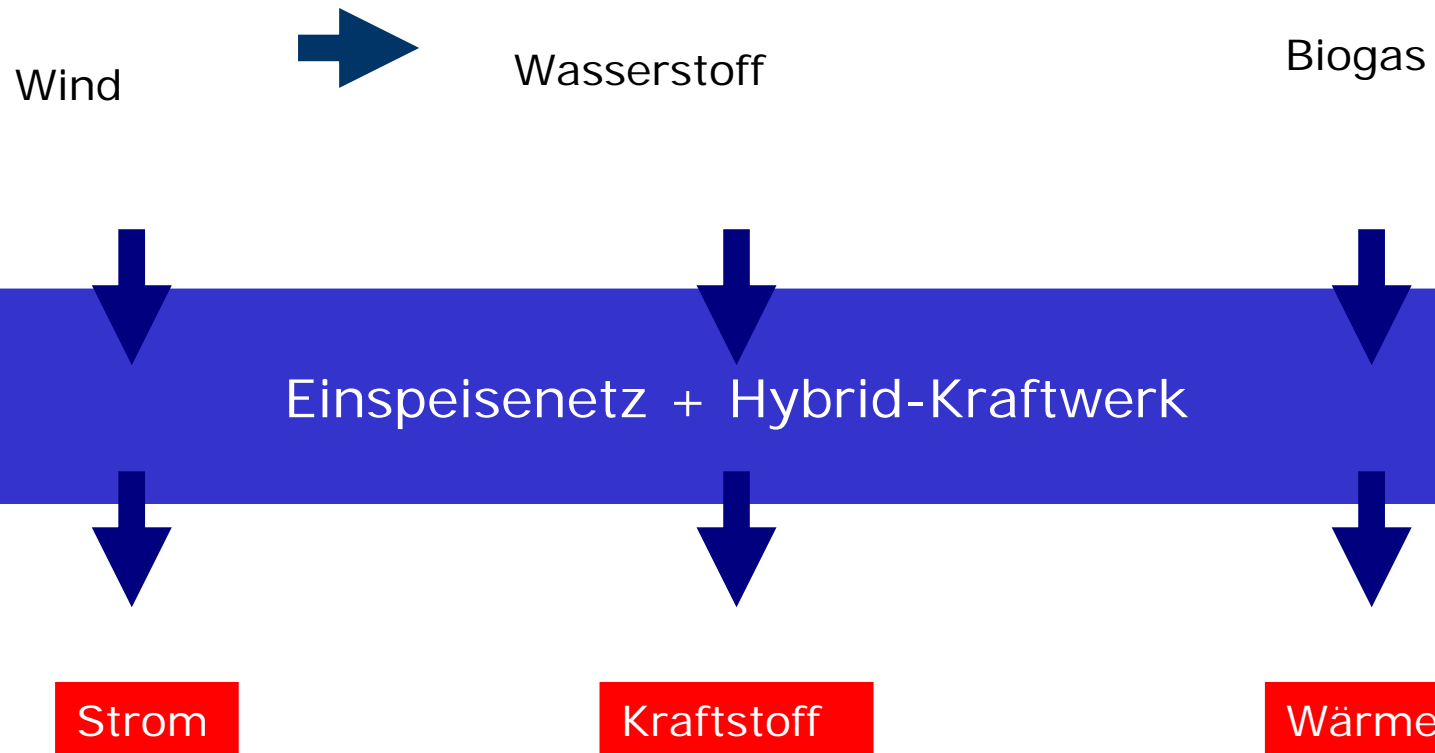 Wind
Wasserstoff
Biogas
Einspeisenetz + Hybrid-Kraftwerk
Strom
Kraftstoff
Wärme